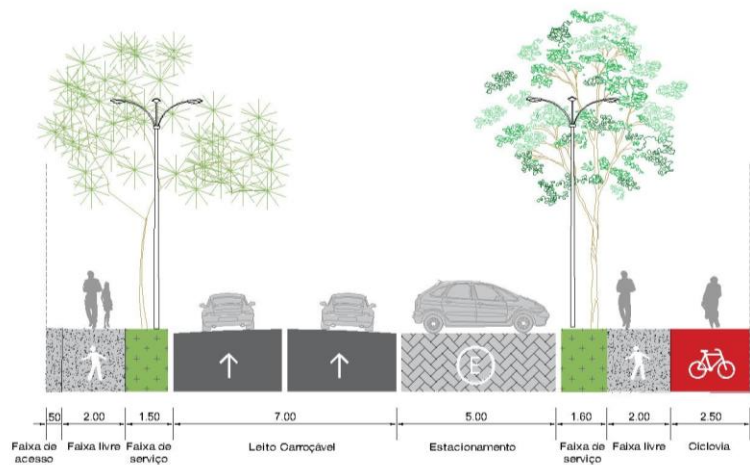 E
50 2.00 1.50 7.00 5.00 1.60 2.00 2.50
Faixa de acesso Faixa livre Faixa de serviço Leito Carroçável Estacionamento Faixa de serviço Faixa livre Ciclovia